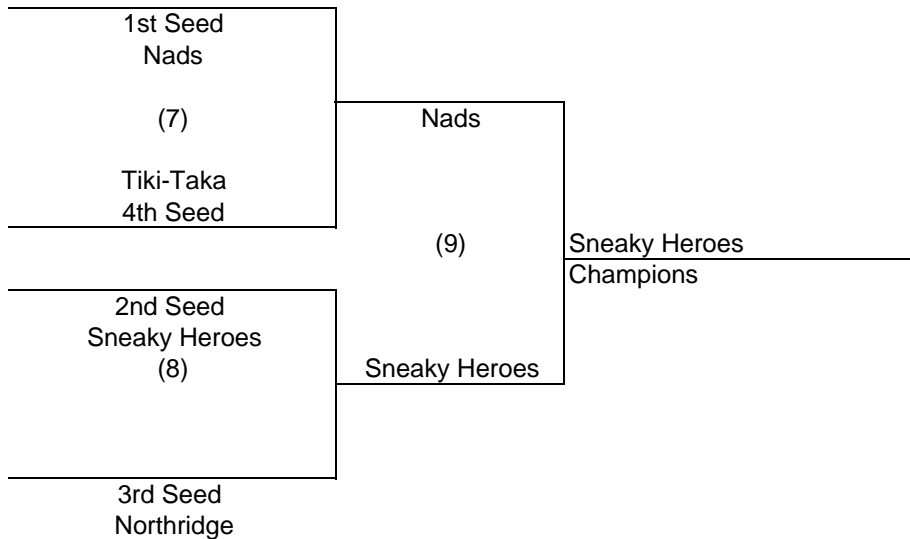 1st Seed
Nads
(7)
Nads
Tiki-Taka
4th Seed
(9)
Sneaky Heroes
Champions
2nd Seed
Sneaky Heroes
(8)
Sneaky Heroes
3rd Seed
Northridge